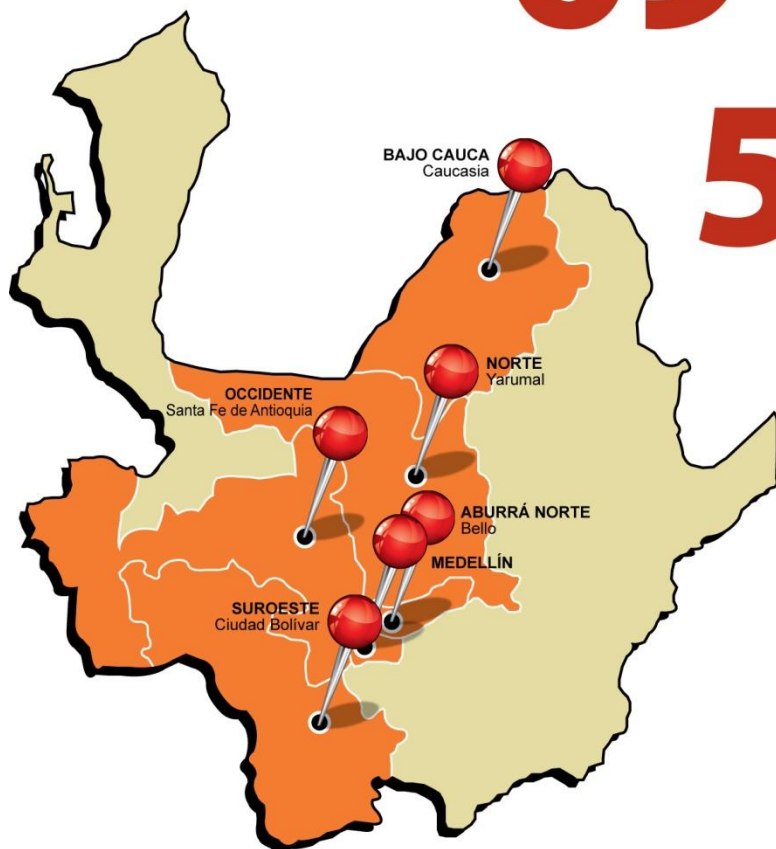 5
BAJO CAUCA
Caucasia
NORTE
Yarumal
OCCIDENTE
Santa Fe de Antioquia
ABURRÁ NORTE
Bello
MEDELLÍN
SUROESTE
Ciudad Bolívar